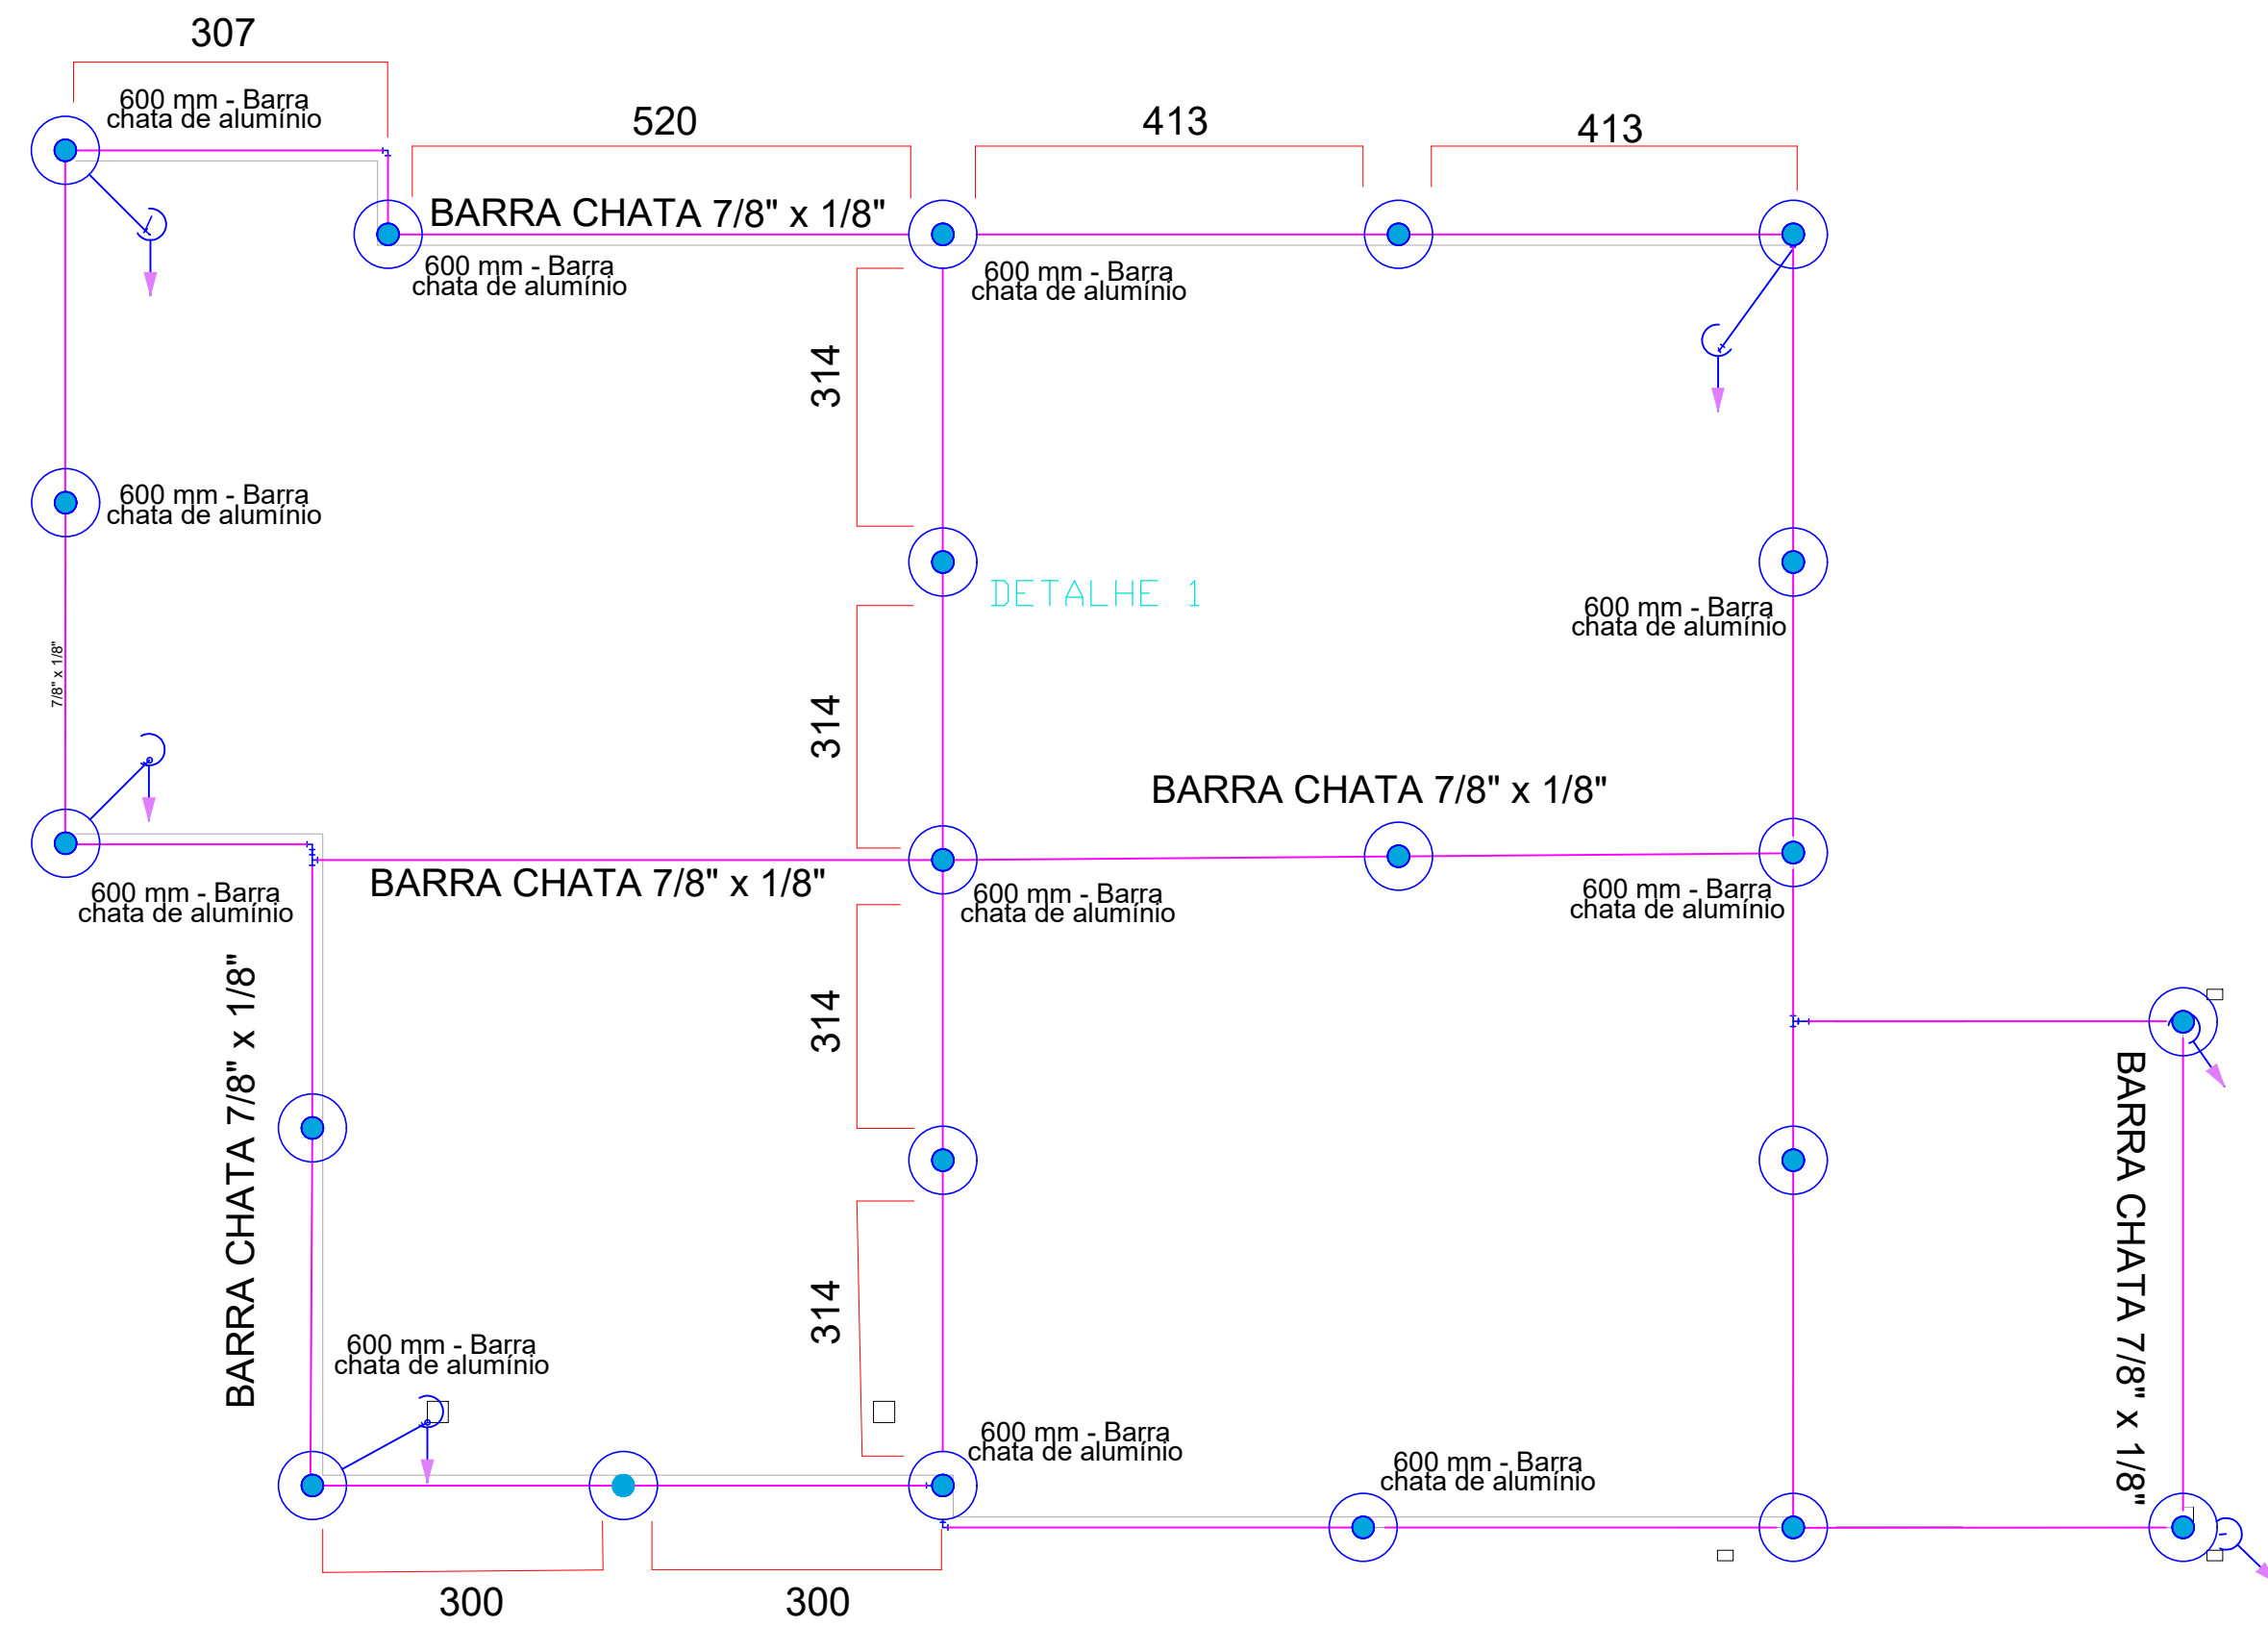 307
600 mm - Barra
chata de alumínio
520
413
413
BARRA CHATA 7/8" x 1/8"
600 mm - Barra
chata de alumínio
600 mm - Barra
chata de alumínio
314
600 mm - Barra
chata de alumínio
DETALHE 1
600 mm - Barra
chata de alumínio
7/8" x 1/8"
314
BARRA CHATA 7/8" x 1/8"
BARRA CHATA 7/8" x 1/8"
600 mm - Barra
chata de alumínio
600 mm - Barra
chata de alumínio
600 mm - Barra
chata de alumínio
BARRA CHATA 7/8" x 1/8"
314
BARRA CHATA 7/8" x 1/8"
314
600 mm - Barra
chata de alumínio
600 mm - Barra
chata de alumínio
600 mm - Barra
chata de alumínio
300
300